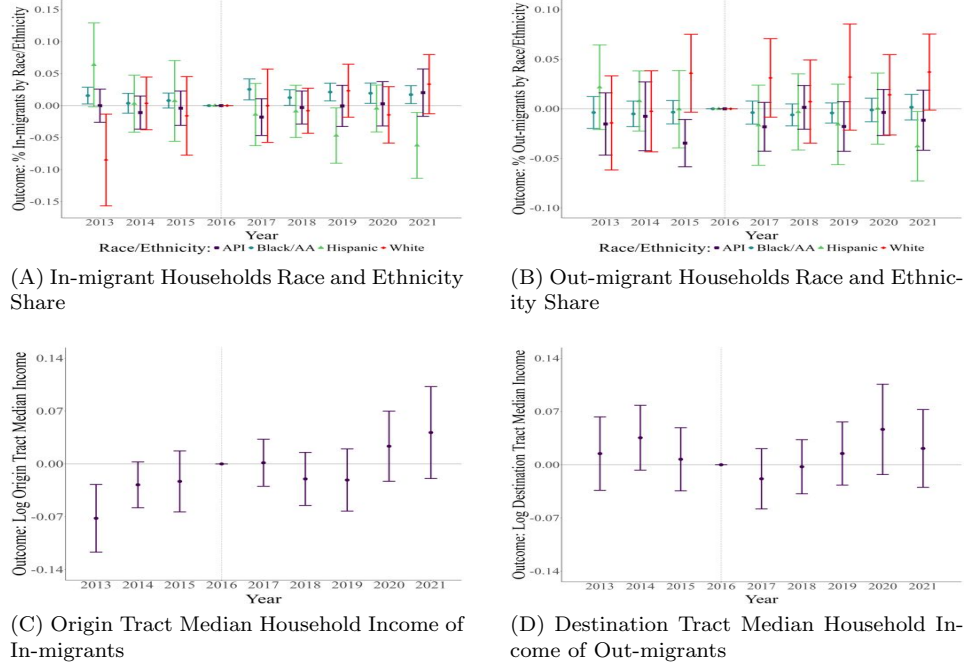 Outcome: % In-migrants by Race/Ethnicity
0.15
0.10
0.05
0.00
-0.05
-0.10
-0.15
2013 2014 2015 2016 2017 2018 2019 2020 2021
Year
Race/Ethnicity: API Black/AA Hispanic White
(A) In-migrant Households Race and Ethnicity
Share
Outcome: % Out-migrants by Race/Ethnicity
0.10
0.05
0.00
-0.05
-0.10
2013 2014 2015 2016 2017 2018 2019 2020 2021
Year
Race/Ethnicity: API Black/AA Hispanic White
(B) Out-migrant Households Race and Ethnic-
ity Share
Outcome: Log Origin Tract Median Income
0.14
0.07
0.00
-0.07
-0.14
2013 2014 2015 2016 2017 2018 2019 2020 2021
Year
(C) Origin Tract Median Household Income of
In-migrants
Outcome: Log Destination Tract Median Income
0.14
0.07
0.00
-0.07
-0.14
2013 2014 2015 2016 2017 2018 2019 2020 2021
Year
(D) Destination Tract Median Household In-
come of Out-migrants